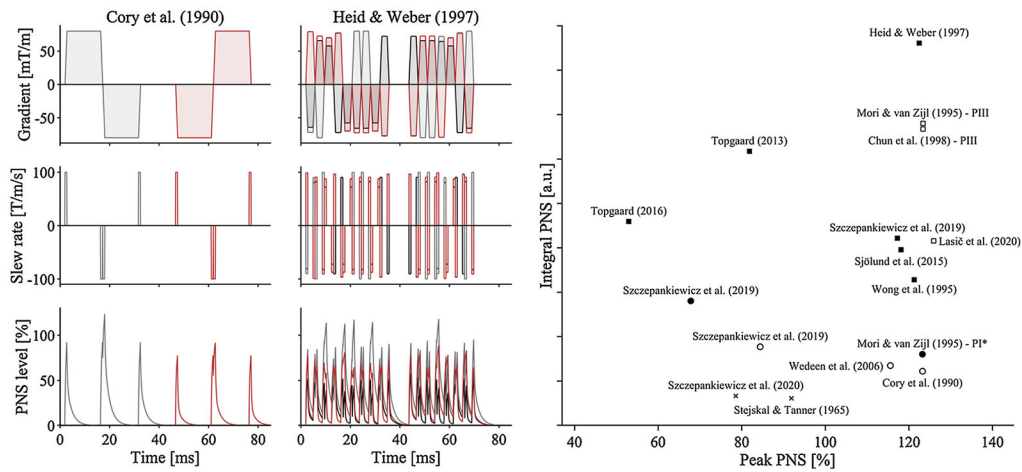 Cory et al. (1990)
Heid & Weber (1997)
Gradient [mT/m]
50
0
-50
Slew rate [T/m/s]
100
0
-100
PNS level [%]
100
50
0
0 20 40 60 80
0 20 40 60 80
Time [ms]
Time [ms]
Integral PNS [a.u.]
Heid & Weber (1997)
Mori & van Zijl (1995) - PIII
Chun et al. (1998) - PIII
Topgaard (2013)
Topgaard (2016)
Szczepankiewicz et al. (2019)
Lasič et al. (2020)
Sjölund et al. (2015)
Wong et al. (1995)
Szczepankiewicz et al. (2019)
Szczepankiewicz et al. (2019)
Mori & van Zijl (1995) - PI*
Wedeen et al. (2006)
Cory et al. (1990)
Szczepankiewicz et al. (2020)
Stejskal & Tanner (1965)
40 60 80 100 120 140
Peak PNS [%]